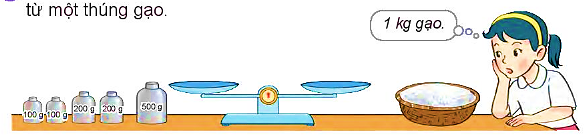 từ một thúng gạo.
1 kg gạo.
100 g 100 g 200 g 200 g 500 g